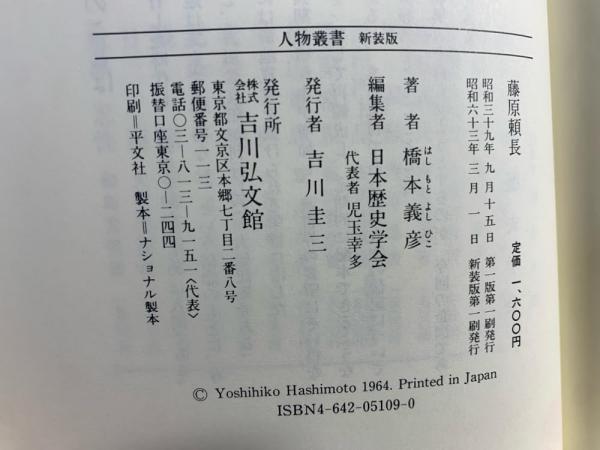 人物叢書 新装版
藤原頼長
定価 一、六〇〇円
昭和三十九年 九月 十五日 第一版第一刷発行
昭和六十三年 三月 一日 新装版第一刷発行
はし もと よし ひこ
著者 橋本義彦
編集者 日本歴史学会
代表者 児玉幸多
発行者 吉川圭三
発行所
株式会社 吉川弘文館
東京都文京区本郷七丁目二番八号
郵便番号一一三
電話〇三―八一三―九一五一〈代表〉
振替口座東京〇―二四四
印刷=平文社 製本=ナショナル製本
© Yoshihiko Hashimoto 1964. Printed in Japan
ISBN4-642-05109-0